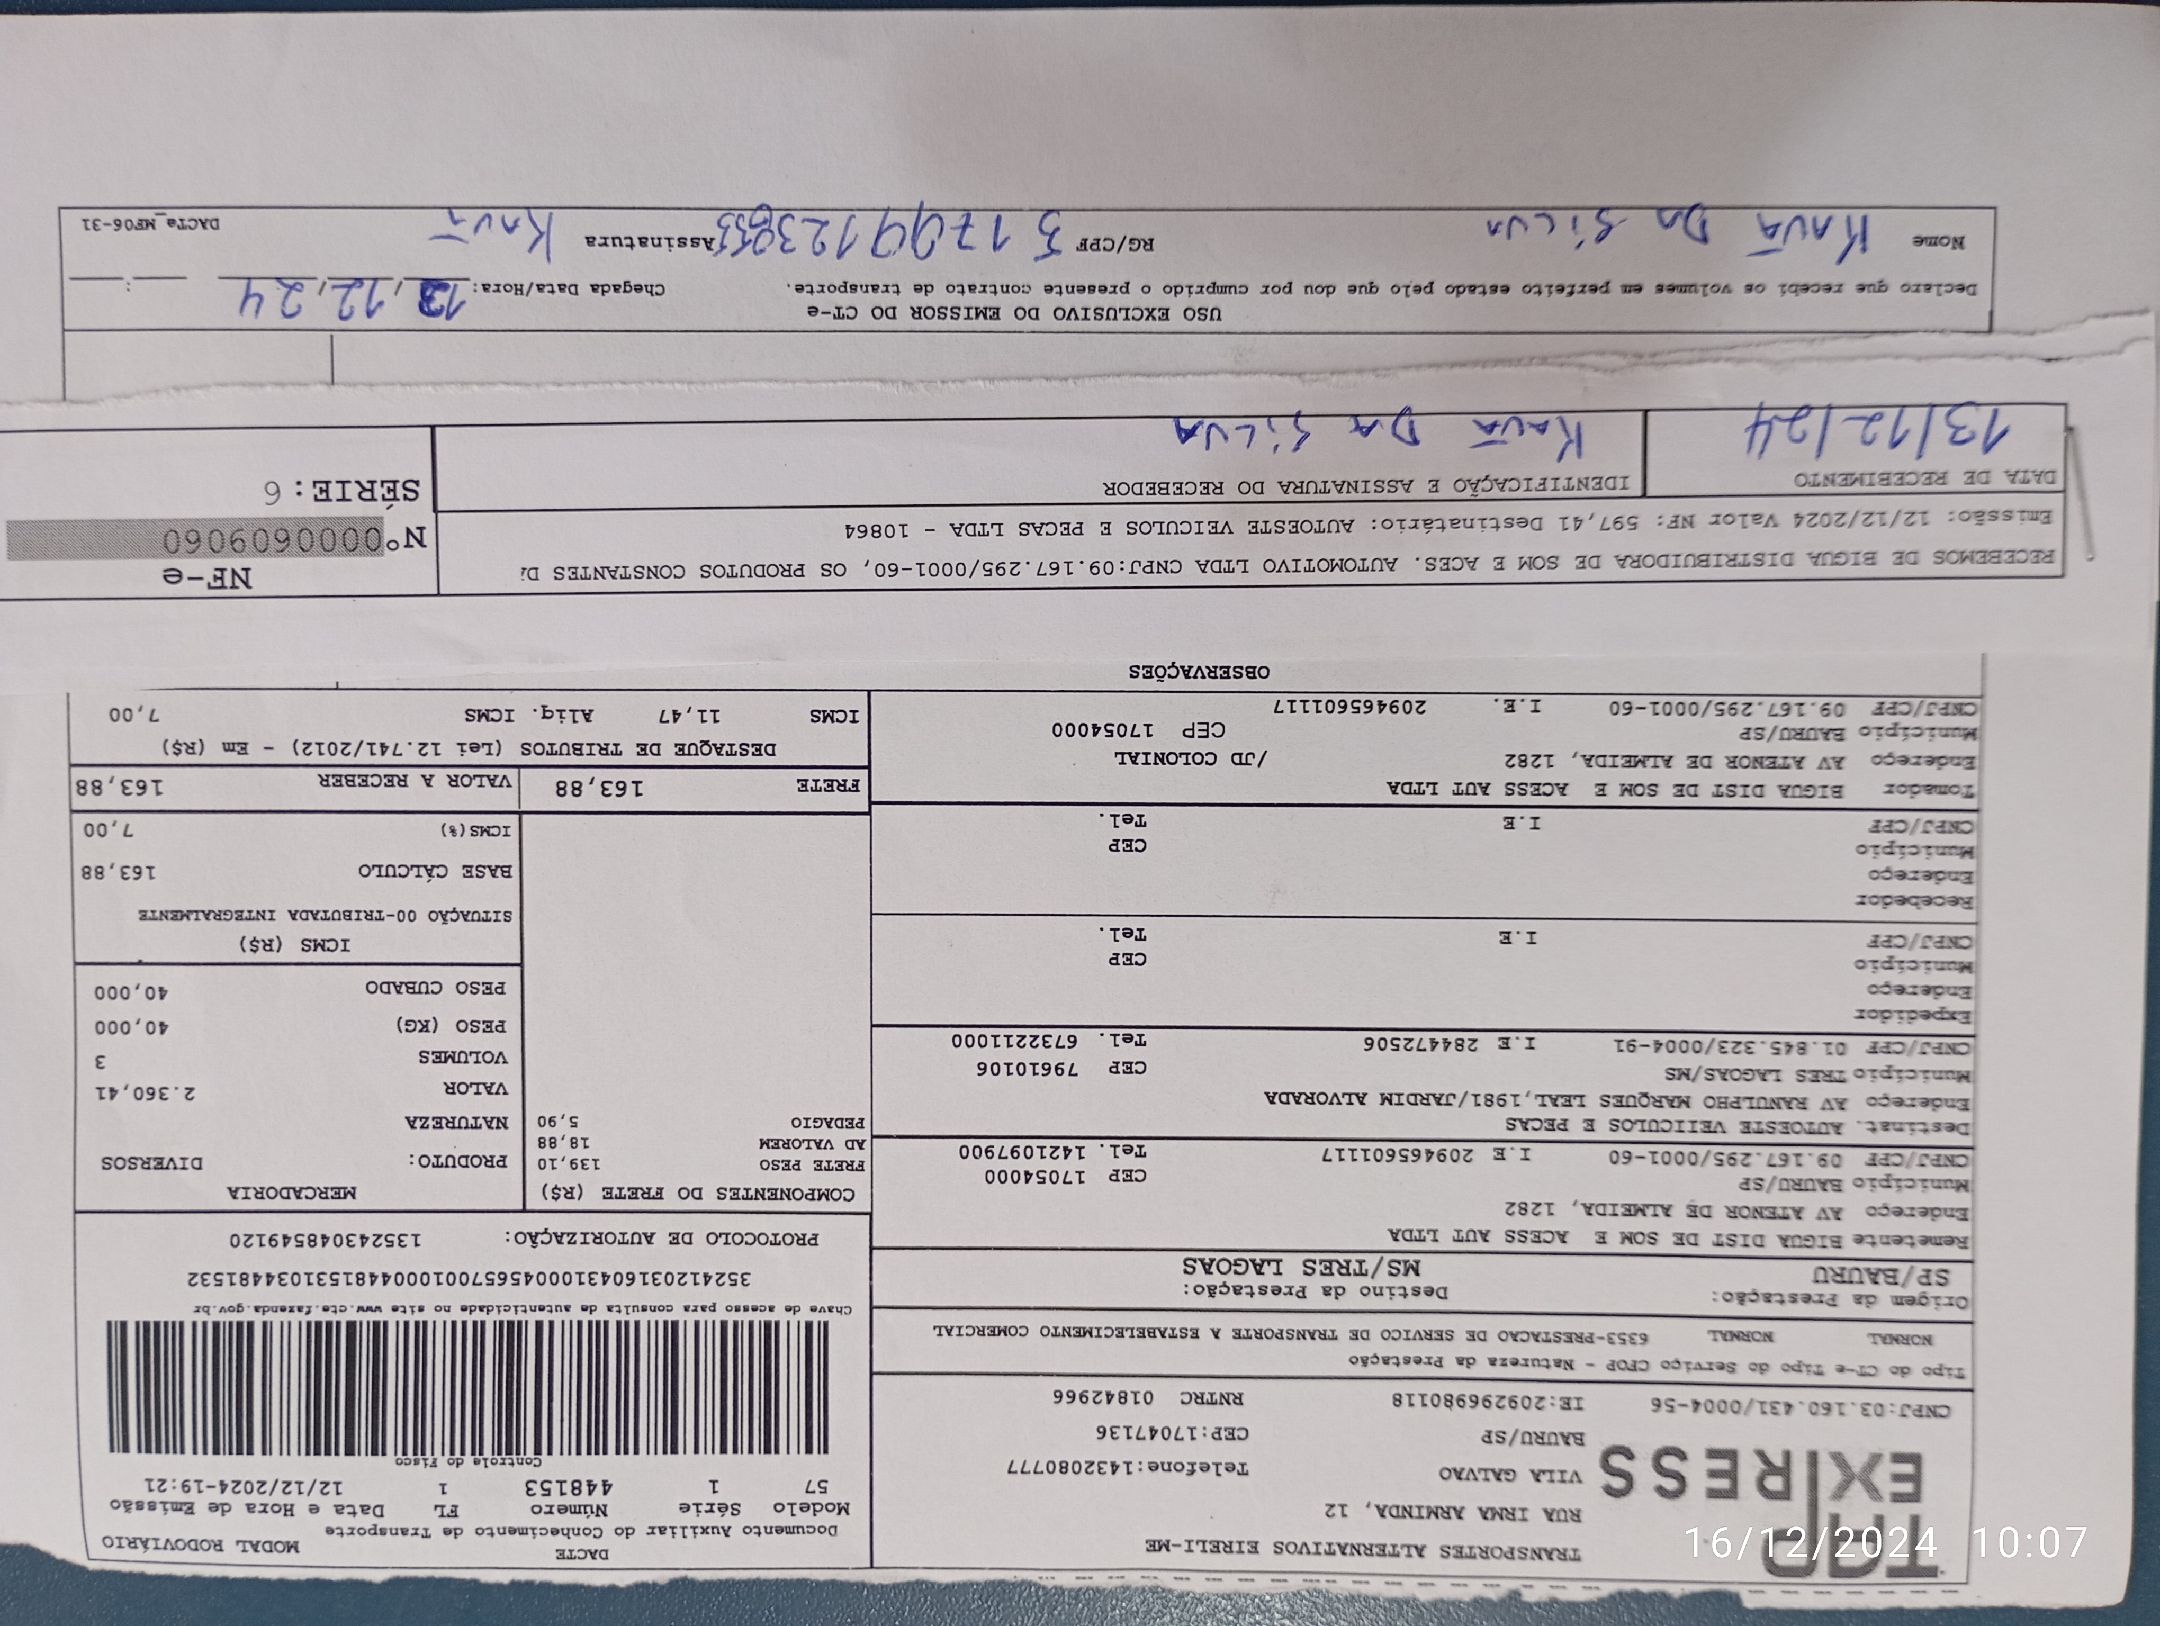 TAP
EXPRESS
TRANSPORTES ALTERNATIVOS EIRELI-ME
RUA IRMA ARMINDA, 12
VILA GALVAO Telefone:1432080777
BAURU/SP CEP:17047136
CNPJ:03.160.431/0004-56 IE:209296980118 RNTRC 01842966
Tipo do CT-e Tipo do Serviço CFOP - Natureza da Prestação
NORMAL NORMAL 6353-PRESTACAO DE SERVICO DE TRANSPORTE A ESTABELECIMENTO COMERCIAL
Origem da Prestação: Destino da Prestação:
SP/BAURU MS/TRES LAGOAS
Remetente BIGUA DIST DE SOM E ACESS AUT LTDA
Endereço AV ATENOR DE ALMEIDA, 1282
Município BAURU/SP CEP 17054000
CNPJ/CPF 09.167.295/0001-60 I.E 209465601117 Tel. 1421097900
Destinat. AUTOESTE VEIICULOS E PECAS
Endereço AV RANULPHO MARQUES LEAL,1981/JARDIM ALVORADA
Município TRES LAGOAS/MS CEP 79610106
CNPJ/CPF 01.845.323/0004-91 I.E 284472506 Tel. 6732211000
Expedidor
Endereço
Município CEP
CNPJ/CPF I.E Tel.
Recebedor
Endereço
Município CEP
CNPJ/CPF I.E Tel.
Tomador BIGUA DIST DE SOM E ACESS AUT LTDA
Endereço AV ATENOR DE ALMEIDA, 1282 /JD COLONIAL
Município BAURU/SP CEP 17054000
CNPJ/CPF 09.167.295/0001-60 I.E. 209465601117
OBSERVAÇÕES
DACTE MODAL RODOVIÁRIO
Documento Auxiliar do Conhecimento de Transporte
Modelo Série Número FL Data e Hora de Emissão
57 1 448153 1 12/12/2024-19:21
Controle do Fisco
Chave de acesso para consulta de autenticidade no site www.cte.fazenda.gov.br
35241203160431000456570010004481531034481532
PROTOCOLO DE AUTORIZAÇÃO: 135243048549120
COMPONENTES DO FRETE (R$) MERCADORIA
FRETE PESO 139,10
AD VALOREM 18,88
PEDAGIO 5,90
PRODUTO: DIVERSOS
NATUREZA
VALOR 2.360,41
VOLUMES 3
PESO (KG) 40,000
PESO CUBADO 40,000
ICMS (R$)
SITUAÇÃO 00-TRIBUTADA INTEGRALMENTE
BASE CÁLCULO 163,88
ICMS(%) 7,00
FRETE 163,88 VALOR A RECEBER 163,88
DESTAQUE DE TRIBUTOS (Lei 12.741/2012) - Em (R$)
ICMS 11,47 Aliq. ICMS 7,00
RECEBEMOS DE BIGUA DISTRIBUIDORA DE SOM E ACES. AUTOMOTIVO LTDA CNPJ:09.167.295/0001-60, OS PRODUTOS CONSTANTES
Emissão: 12/12/2024 Valor NF: 597,41 Destinatário: AUTOESTE VEICULOS E PECAS LTDA - 10864
DATA DE RECEBIMENTO IDENTIFICAÇÃO E ASSINATURA DO RECEBEDOR
13/12/24 Kauã Da Silva
NF-e
Nº000609060
SÉRIE: 6
USO EXCLUSIVO DO EMISSOR DO CT-e
Declaro que recebi os volumes em perfeito estado pelo que dou por cumprido o presente contrato de transporte. Chegada Data/Hora: 13,12,24 :
Nome Kauã Da Silva RG/CPF Assinatura Kauã
DACTe_MF06-31
16/12/2024 10:07